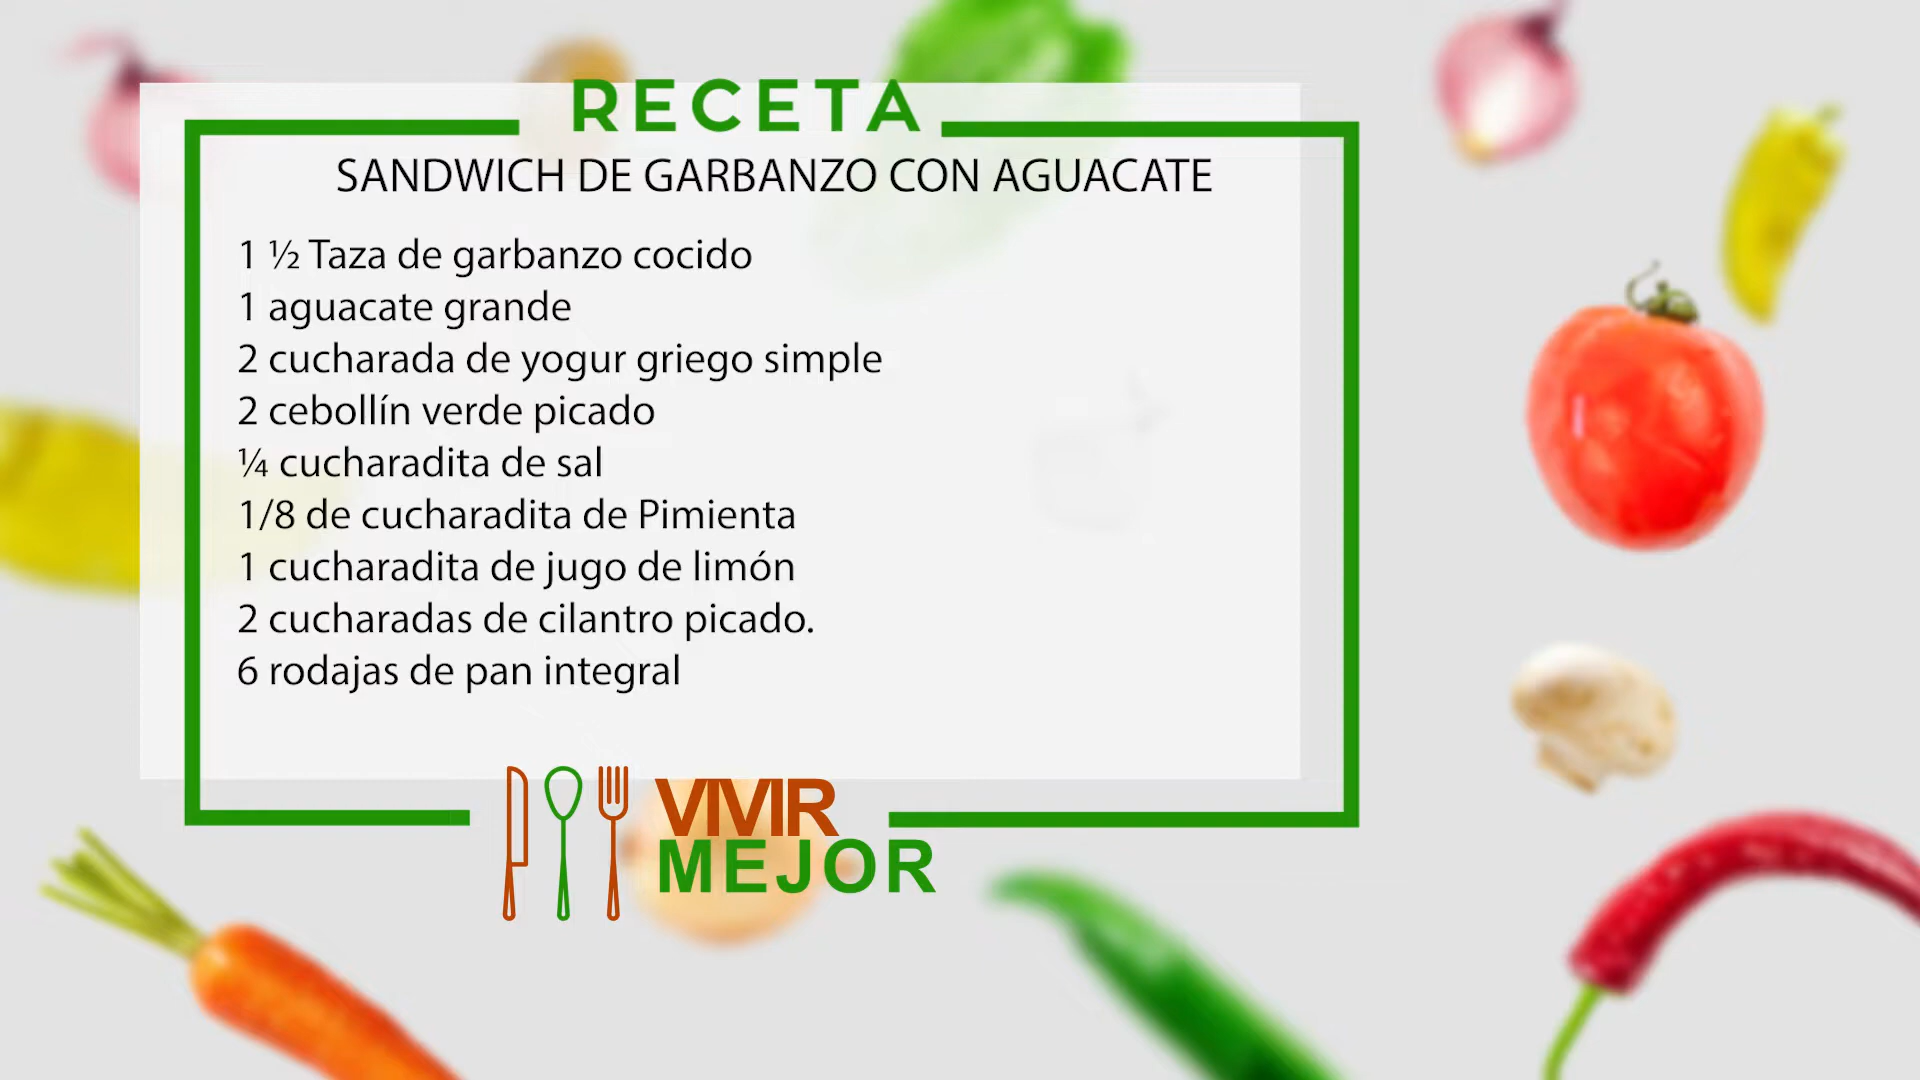 RECETA
SANDWICH DE GARBANZO CON AGUACATE
1 ½ Taza de garbanzo cocido
1 aguacate grande
2 cucharada de yogur griego simple
2 cebollín verde picado
¼ cucharadita de sal
1/8 de cucharadita de Pimienta
1 cucharadita de jugo de limón
2 cucharadas de cilantro picado.
6 rodajas de pan integral
VIVIR
MEJOR